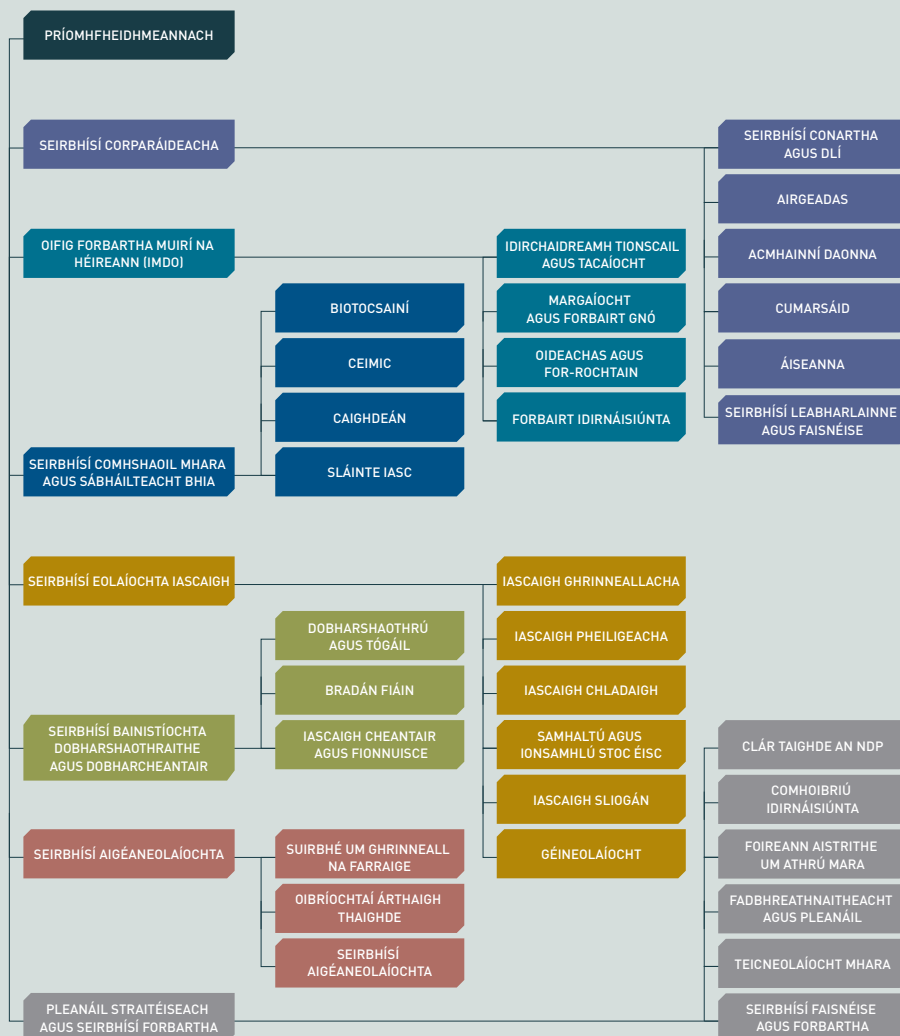 PRÍOMHFHEIDHMEANNACH
SEIRBHÍSÍ CORPARÁIDEACHA
SEIRBHÍSÍ CONARTHA
AGUS DLÍ
AIRGEADAS
ACMHAINNÍ DAONNA
CUMARSÁID
ÁISEANNA
SEIRBHÍSÍ LEABHARLAINNE
AGUS FAISNÉISE
OIFIG FORBARTHA MUIRÍ NA
HÉIREANN (IMDO)
IDIRCHAIDREAMH TIONSCAIL
AGUS TACAÍOCHT
MARGAÍOCHT
AGUS FORBAIRT GNÓ
OIDEACHAS AGUS
FOR-ROCHTAIN
FORBAIRT IDIRNÁISIÚNTA
SEIRBHÍSÍ COMHSHAOIL MHARA
AGUS SÁBHÁILTEACHT BHIA
BIOTOCSAINÍ
CEIMIC
CAIGHDEÁN
SLÁINTE IASC
SEIRBHÍSÍ EOLAÍOCHTA IASCAIGH
IASCAIGH GHRINNEALLACHA
IASCAIGH PHEILIGEACHA
IASCAIGH CHLADAIGH
SAMHALTÚ AGUS
IONSAMHLÚ STOC ÉISC
IASCAIGH SLIOGÁN
GÉINEOLAÍOCHT
SEIRBHÍSÍ BAINISTÍOCHTA
DOBHARSHAOTHRAITHE
AGUS DOBHARCHEANTAIR
DOBHARSHAOTHRÚ
AGUS TÓGÁIL
BRADÁN FIÁIN
IASCAIGH CHEANTAIR
AGUS FIONNUISCE
SEIRBHÍSÍ AIGÉANEOLAÍOCHTA
SUIRBHÉ UM GHRINNEALL
NA FARRAIGE
OIBRÍOCHTAÍ ÁRTHAIGH
THAIGHDE
SEIRBHÍSÍ
AIGÉANEOLAÍOCHTA
PLEANÁIL STRAITÉISEACH
AGUS SEIRBHÍSÍ FORBARTHA
CLÁR TAIGHDE AN NDP
COMHOIBRIÚ
IDIRNÁISIÚNTA
FOIREANN AISTRITHE
UM ATHRÚ MARA
FADBHREATHNAITHEACHT
AGUS PLEANÁIL
TEICNEOLAÍOCHT MHARA
SEIRBHÍSÍ FAISNÉISE
AGUS FORBARTHA